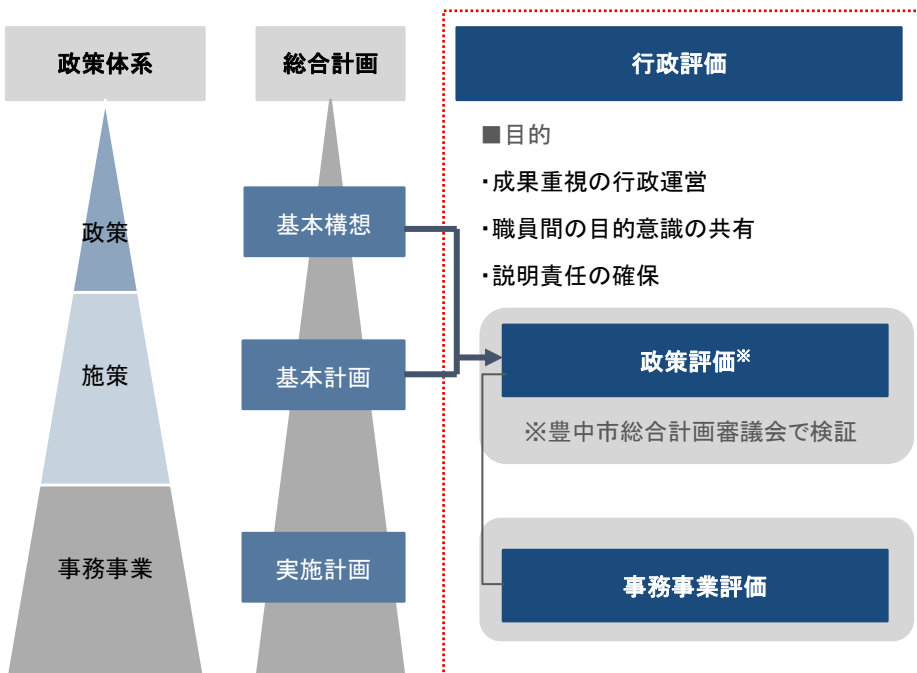 政策体系
政策
施策
事務事業
総合計画
基本構想
基本計画
実施計画
行政評価
■目的
・成果重視の行政運営
・職員間の目的意識の共有
・説明責任の確保
政策評価※
※豊中市総合計画審議会で検証
事務事業評価